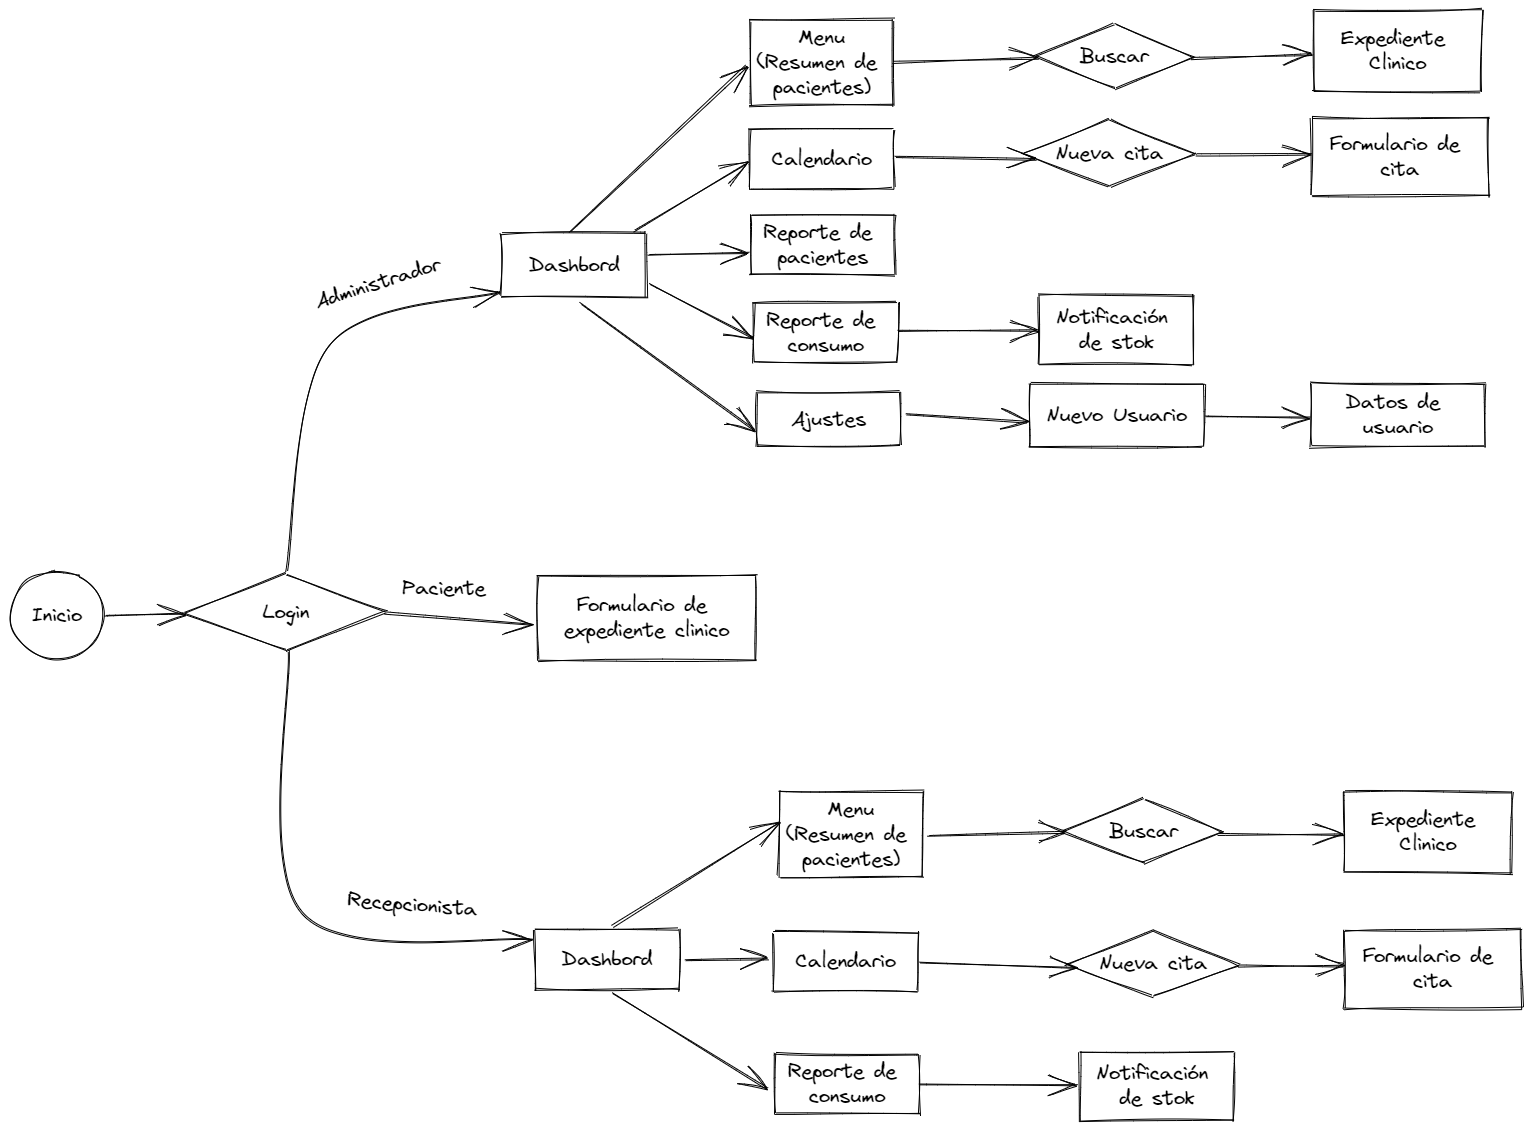 Menu
(Resumen de
pacientes)
Buscar
Expediente
Clinico
Calendario
Nueva cita
Formulario de
cita
Administrador
Dashbord
Reporte de
pacientes
Reporte de
consumo
Notificación
de stok
Ajustes
Nuevo Usuario
Datos de
usuario
Inicio
Login
Paciente
Formulario de
expediente clinico
Recepcionista
Dashbord
Menu
(Resumen de
pacientes)
Buscar
Expediente
Clinico
Calendario
Nueva cita
Formulario de
cita
Reporte de
consumo
Notificación
de stok